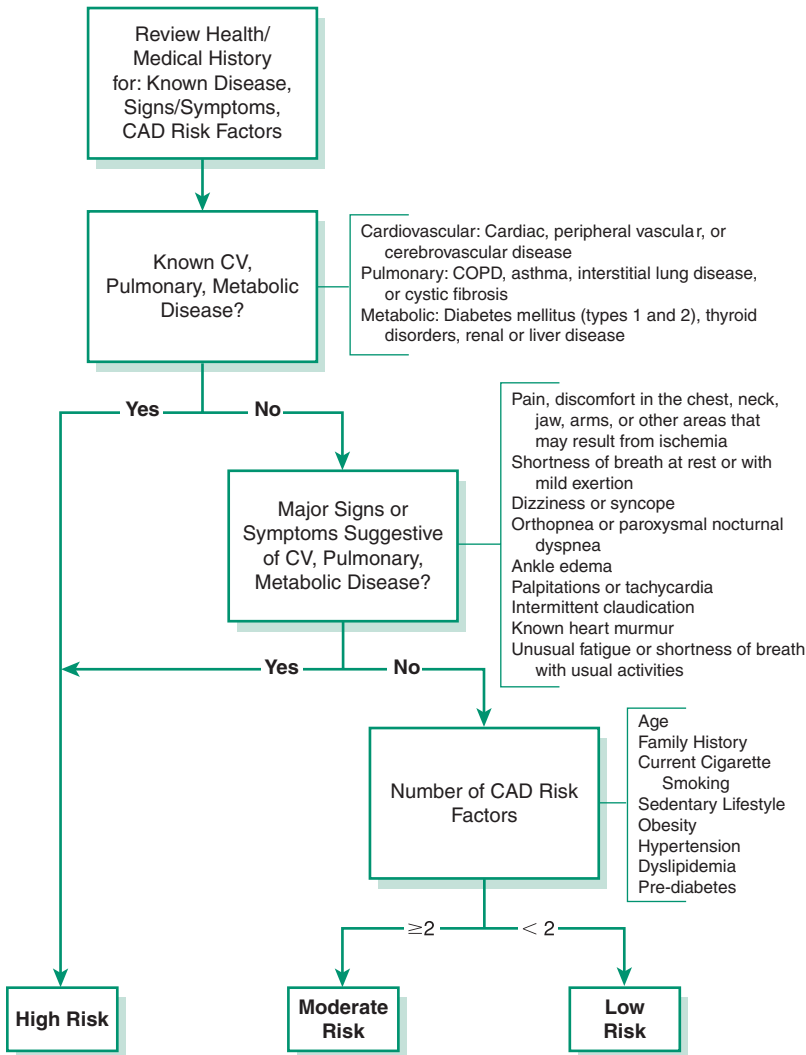 Review Health/
Medical History
for: Known Disease,
Signs/Symptoms,
CAD Risk Factors
Known CV,
Pulmonary, Metabolic
Disease?
Cardiovascular: Cardiac, peripheral vascular, or
cerebrovascular disease
Pulmonary: COPD, asthma, interstitial lung disease,
or cystic fibrosis
Metabolic: Diabetes mellitus (types 1 and 2), thyroid
disorders, renal or liver disease
Yes
No
Major Signs or
Symptoms Suggestive
of CV, Pulmonary,
Metabolic Disease?
Pain, discomfort in the chest, neck,
jaw, arms, or other areas that
may result from ischemia
Shortness of breath at rest or with
mild exertion
Dizziness or syncope
Orthopnea or paroxysmal nocturnal
dyspnea
Ankle edema
Palpitations or tachycardia
Intermittent claudication
Known heart murmur
Unusual fatigue or shortness of breath
with usual activities
Yes
No
Number of CAD Risk
Factors
Age
Family History
Current Cigarette
Smoking
Sedentary Lifestyle
Obesity
Hypertension
Dyslipidemia
Pre-diabetes
≥2
< 2
High Risk
Moderate
Risk
Low
Risk